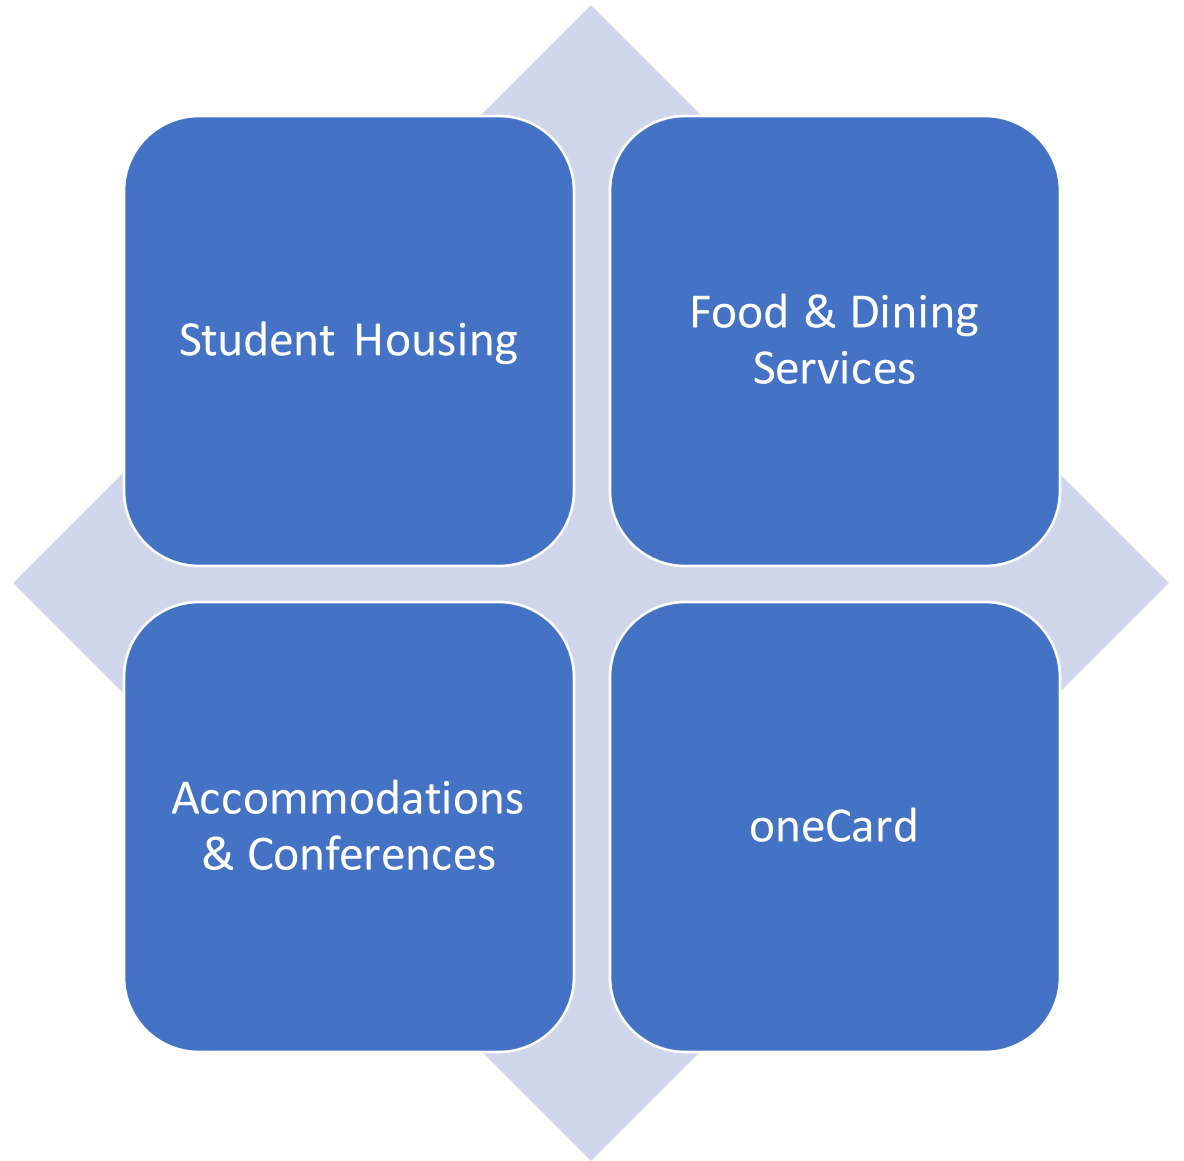 Student Housing
Food & Dining
Services
Accommodations
& Conferences
oneCard